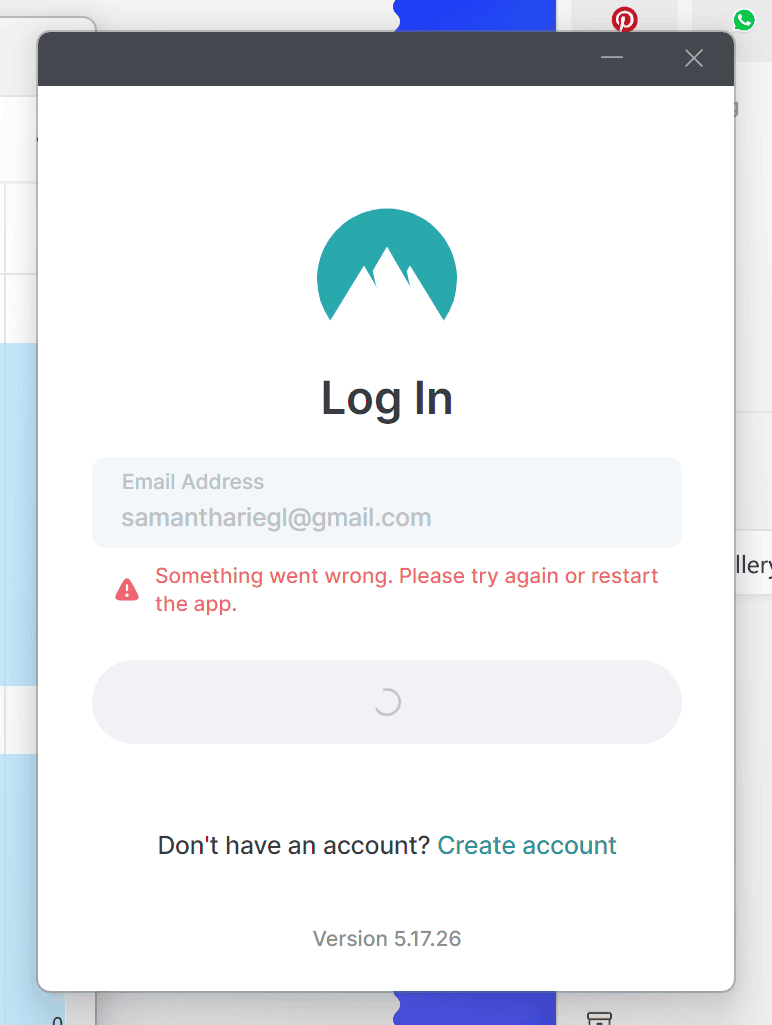 Log In
Email Address
samanthariegl@gmail.com
Something went wrong. Please try again or restart
the app.
Don't have an account? Create account
Version 5.17.26
llery
0